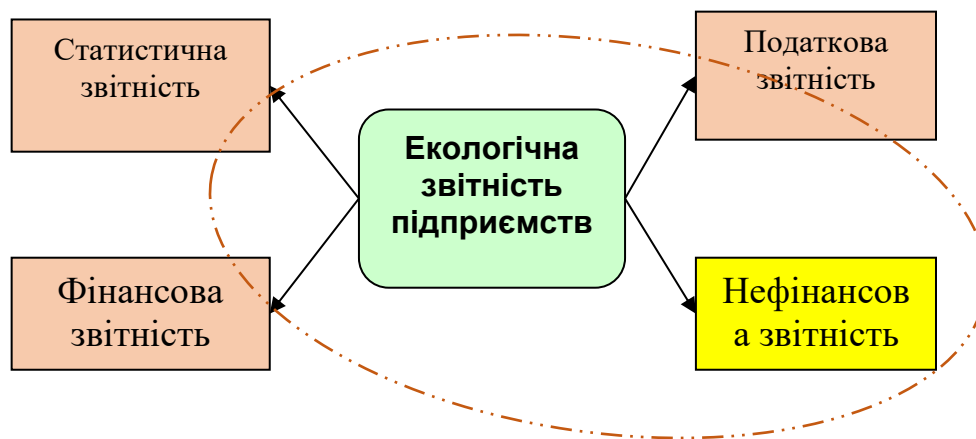 Статистична
звітність
Податкова
звітність
Екологічна
звітність
підприємств
Фінансова
звітність
Нефінансов
а звітність